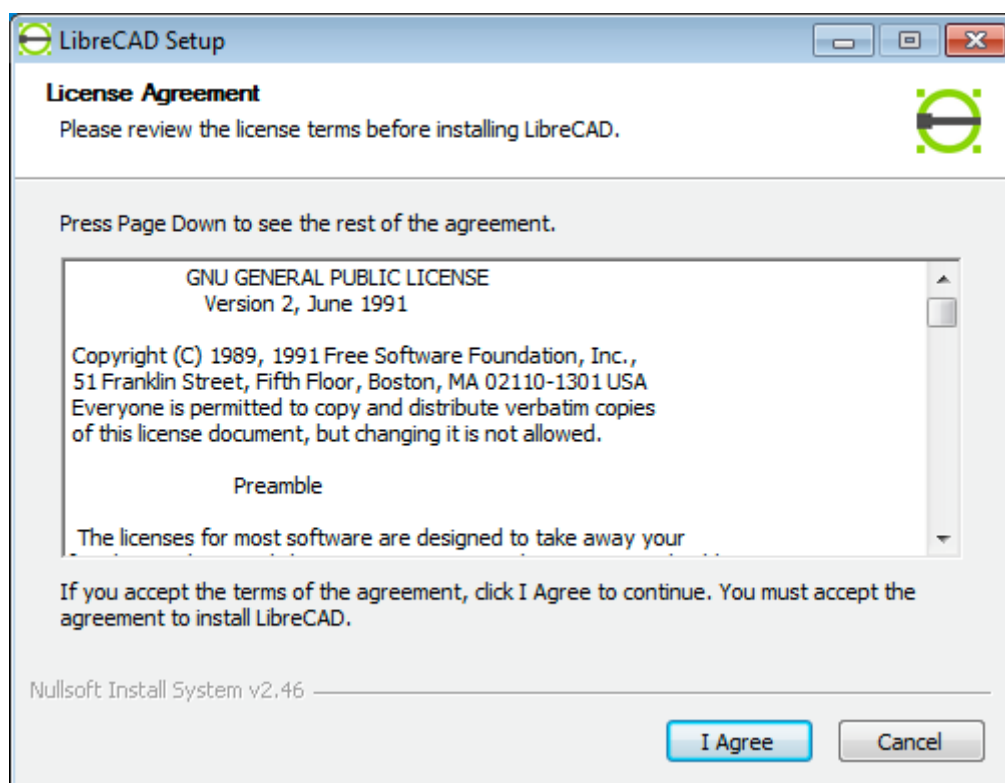 LibreCAD Setup
License Agreement
Please review the license terms before installing LibreCAD.
Press Page Down to see the rest of the agreement.
GNU GENERAL PUBLIC LICENSE
Version 2, June 1991
Copyright (C) 1989, 1991 Free Software Foundation, Inc.,
51 Franklin Street, Fifth Floor, Boston, MA 02110-1301 USA
Everyone is permitted to copy and distribute verbatim copies
of this license document, but changing it is not allowed.
Preamble
The licenses for most software are designed to take away your
If you accept the terms of the agreement, click I Agree to continue. You must accept the
agreement to install LibreCAD.
Nullsoft Install System v2.46
I Agree
Cancel